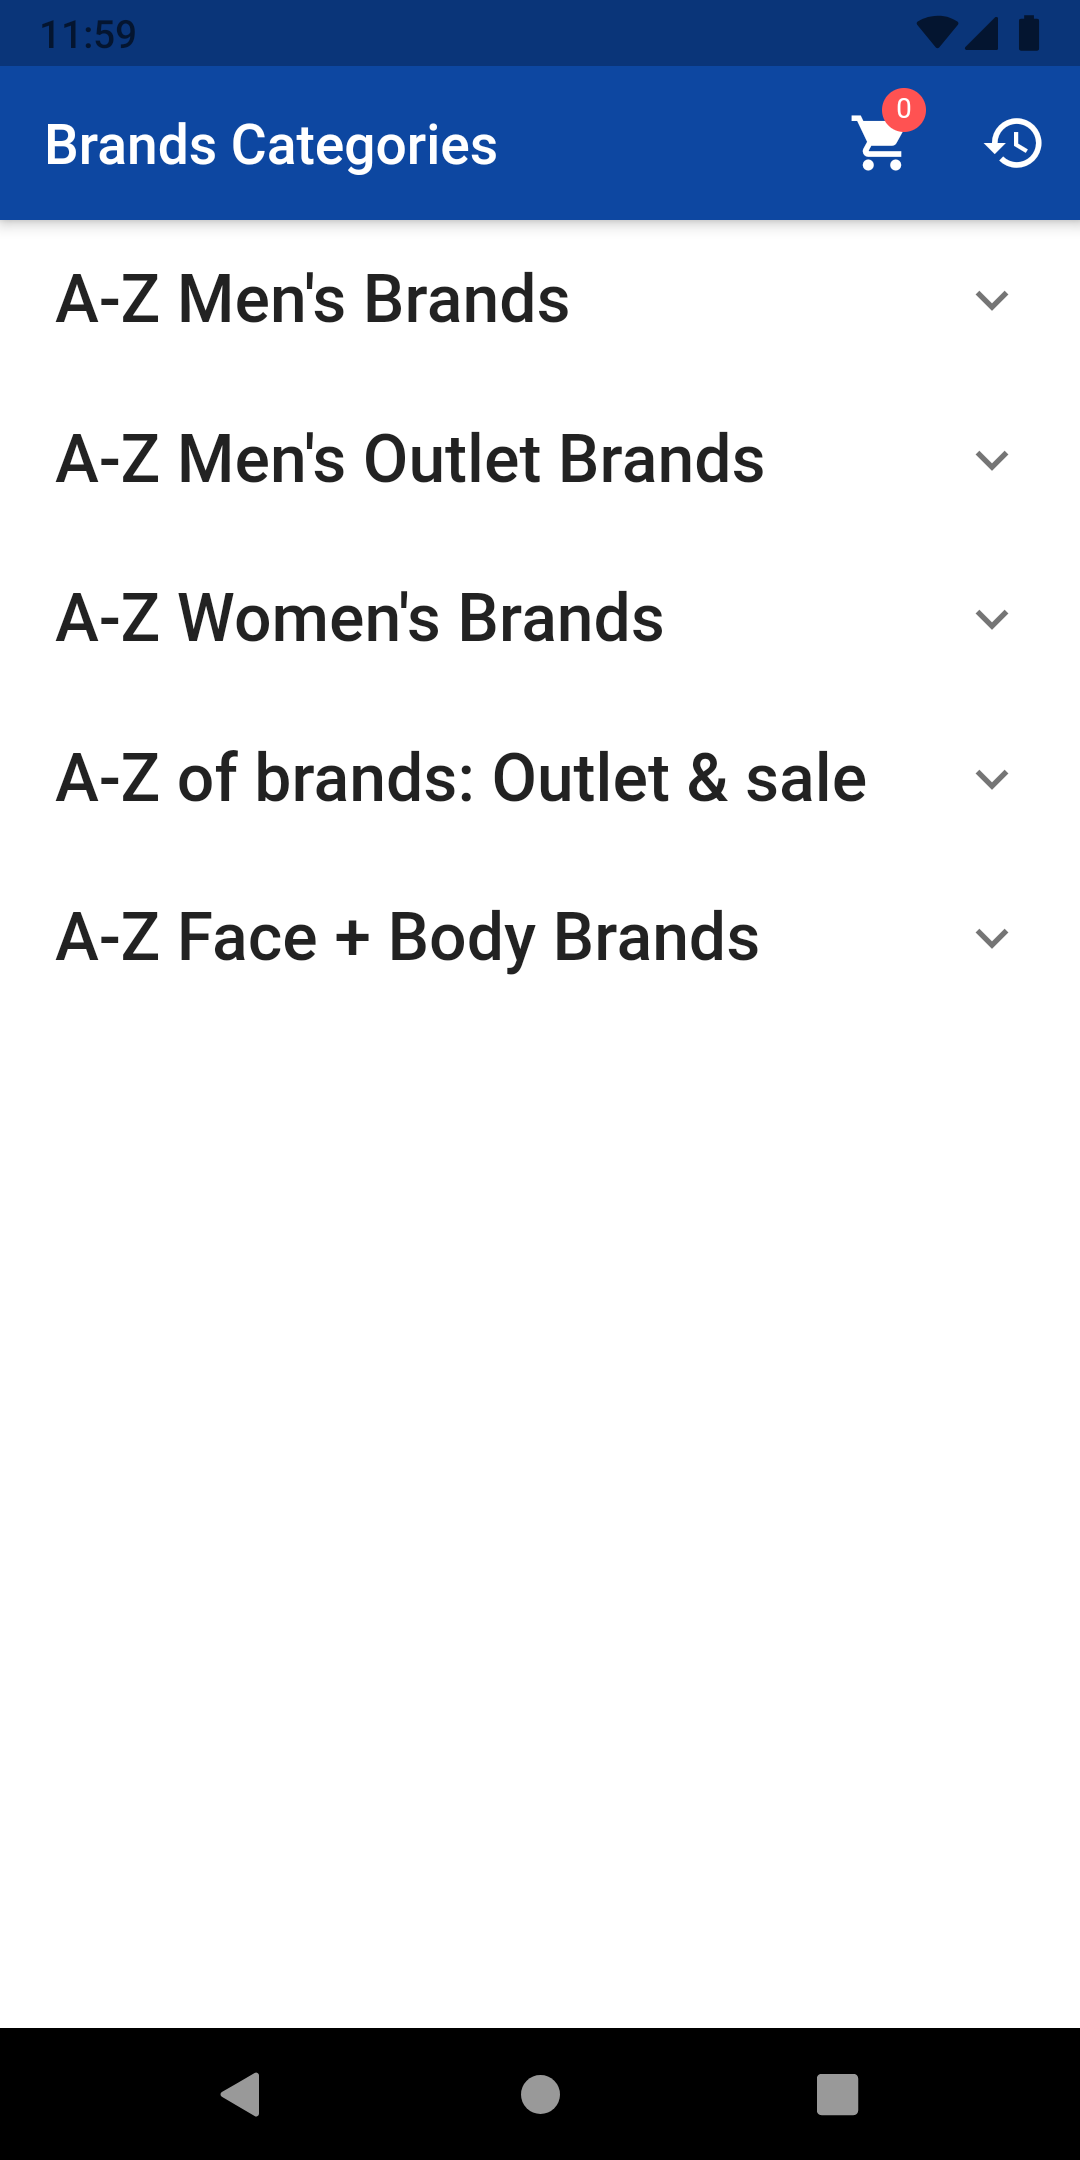 11:59
Brands Categories
0
A-Z Men's Brands
A-Z Men's Outlet Brands
A-Z Women's Brands
A-Z of brands: Outlet & sale
A-Z Face + Body Brands